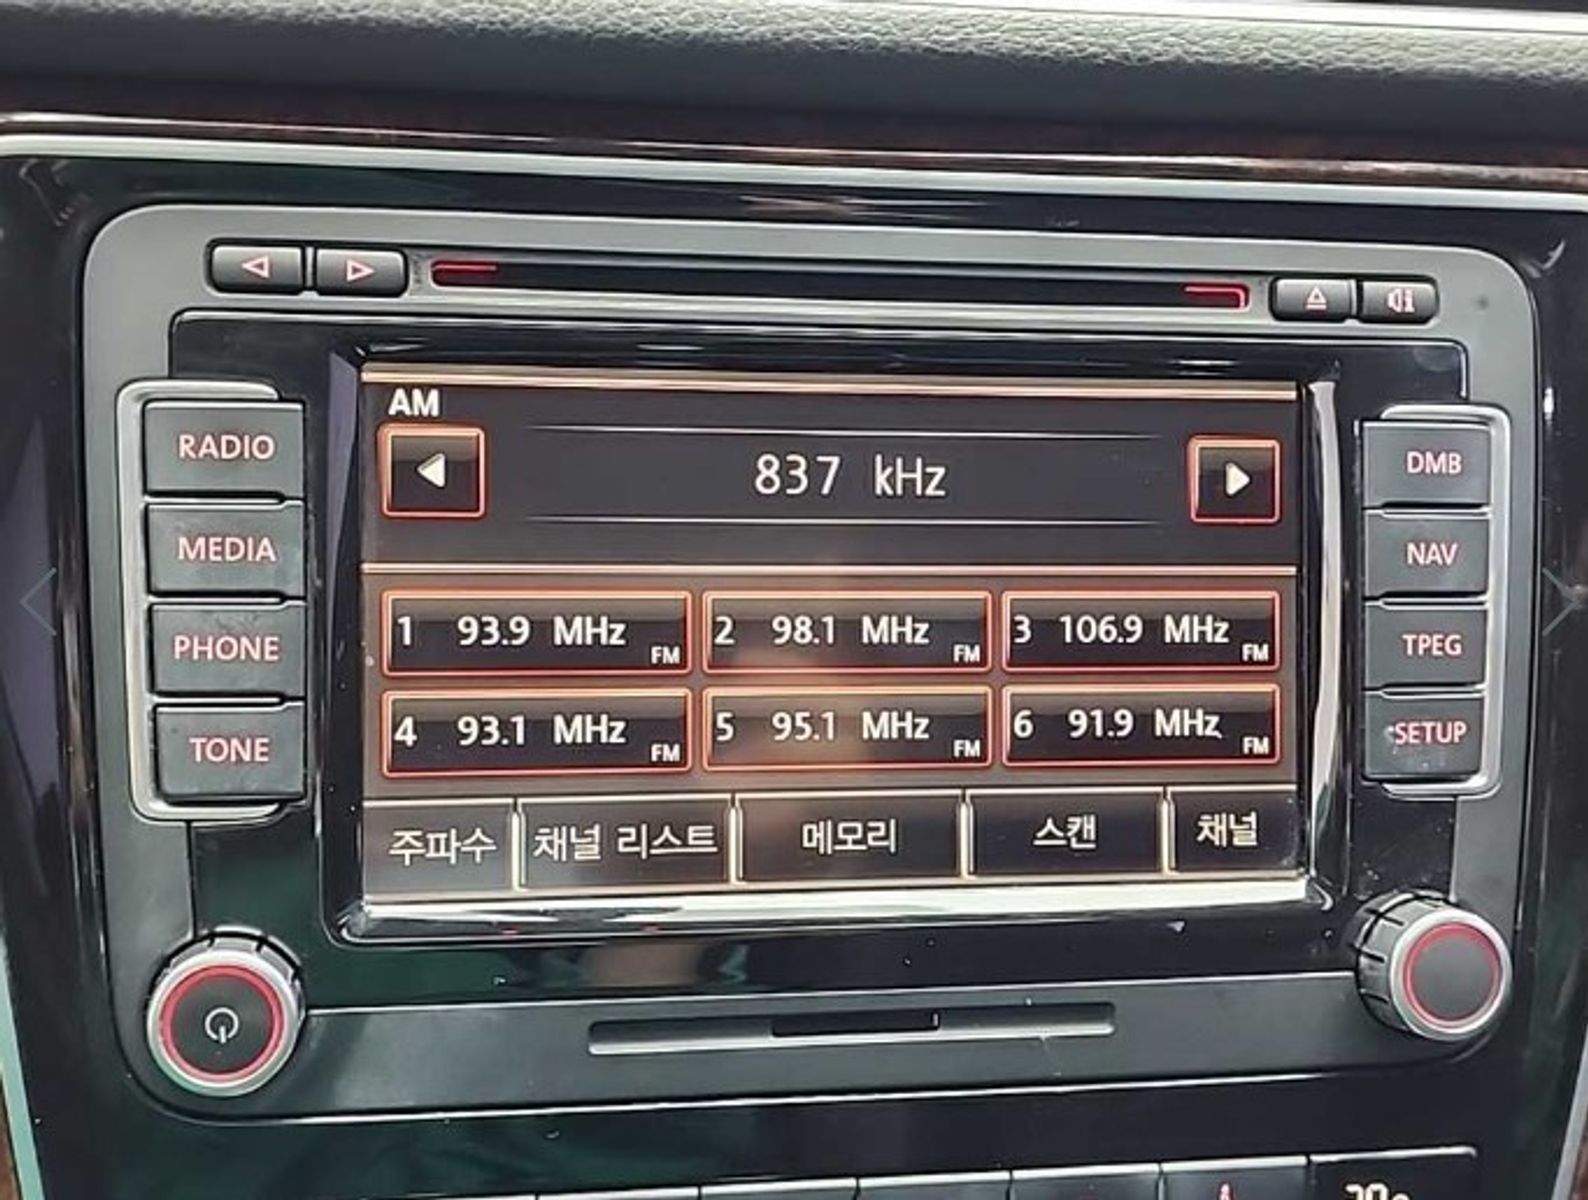 AM
RADIO
837 kHz
DMB
MEDIA
NAV
1 93.9 MHz FM
2 98.1 MHz FM
3 106.9 MHz FM
PHONE
TPEG
4 93.1 MHz FM
5 95.1 MHz FM
6 91.9 MHz FM
TONE
SETUP
주파수
채널 리스트
메모리
스캔
채널